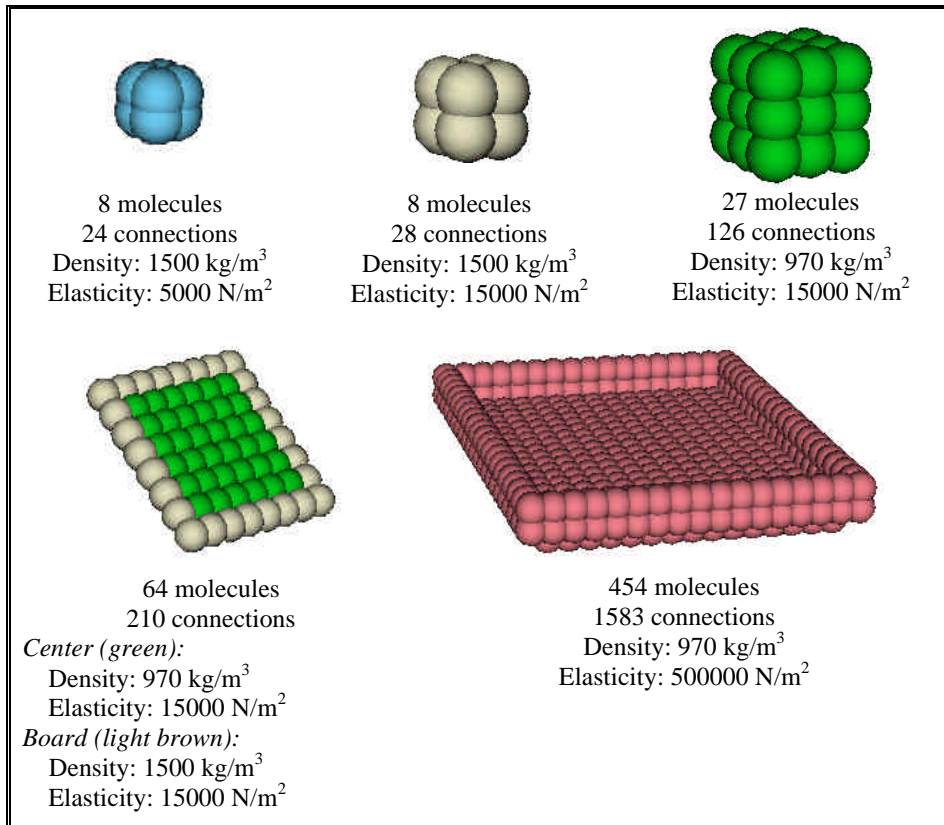 8 molecules
24 connections
Density: 1500 kg/m³
Elasticity: 5000 N/m²
8 molecules
28 connections
Density: 1500 kg/m³
Elasticity: 15000 N/m²
27 molecules
126 connections
Density: 970 kg/m³
Elasticity: 15000 N/m²
64 molecules
210 connections
Center (green):
Density: 970 kg/m³
Elasticity: 15000 N/m²
Board (light brown):
Density: 1500 kg/m³
Elasticity: 15000 N/m²
454 molecules
1583 connections
Density: 970 kg/m³
Elasticity: 500000 N/m²